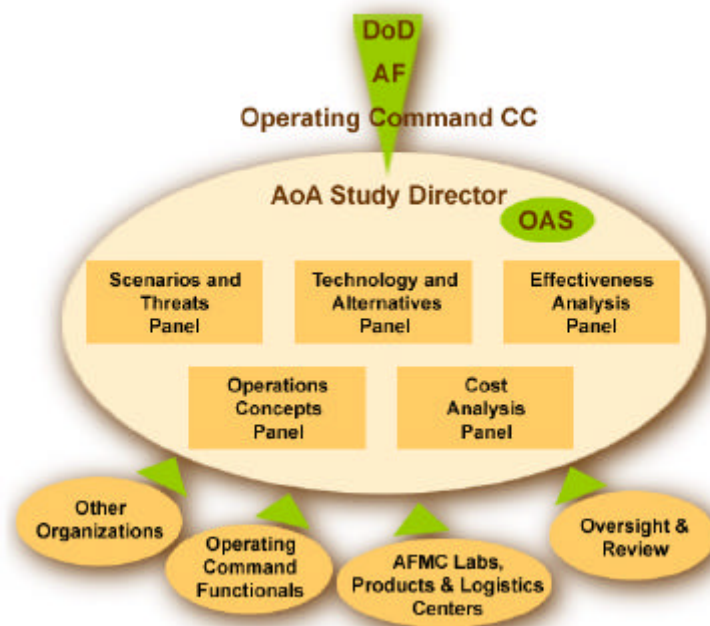 DoD
AF
Operating Command CC
AoA Study Director
OAS
Scenarios and
Threats
Panel
Technology and
Alternatives
Panel
Effectiveness
Analysis
Panel
Operations
Concepts
Panel
Cost
Analysis
Panel
Other
Organizations
Operating
Command
Functionals
AFMC Labs,
Products & Logistics
Centers
Oversight &
Review